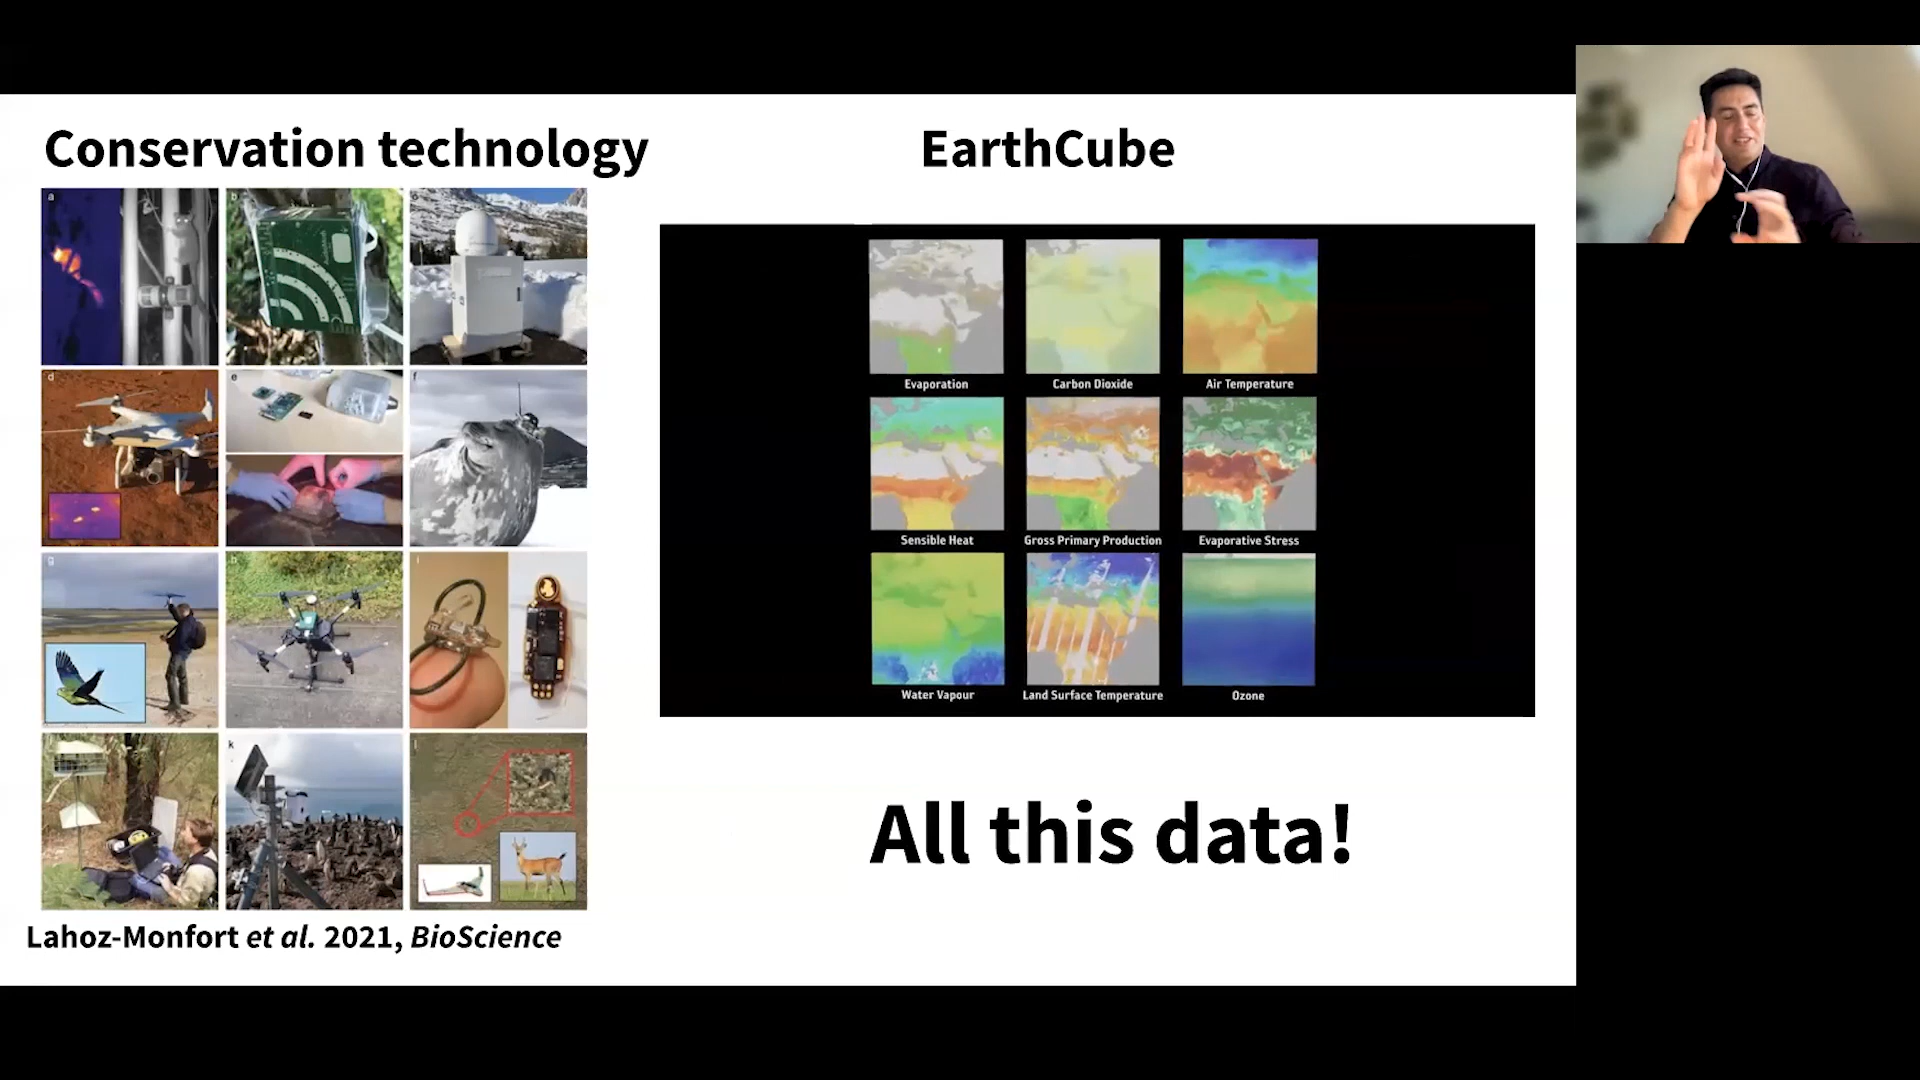 Conservation technology
EarthCube
a
b
d
e
f
g
h
i
k
l
Evaporation
Carbon Dioxide
Air Temperature
Sensible Heat
Gross Primary Production
Evaporative Stress
Water Vapour
Land Surface Temperature
Ozone
All this data!
Lahoz-Monfort et al. 2021, BioScience